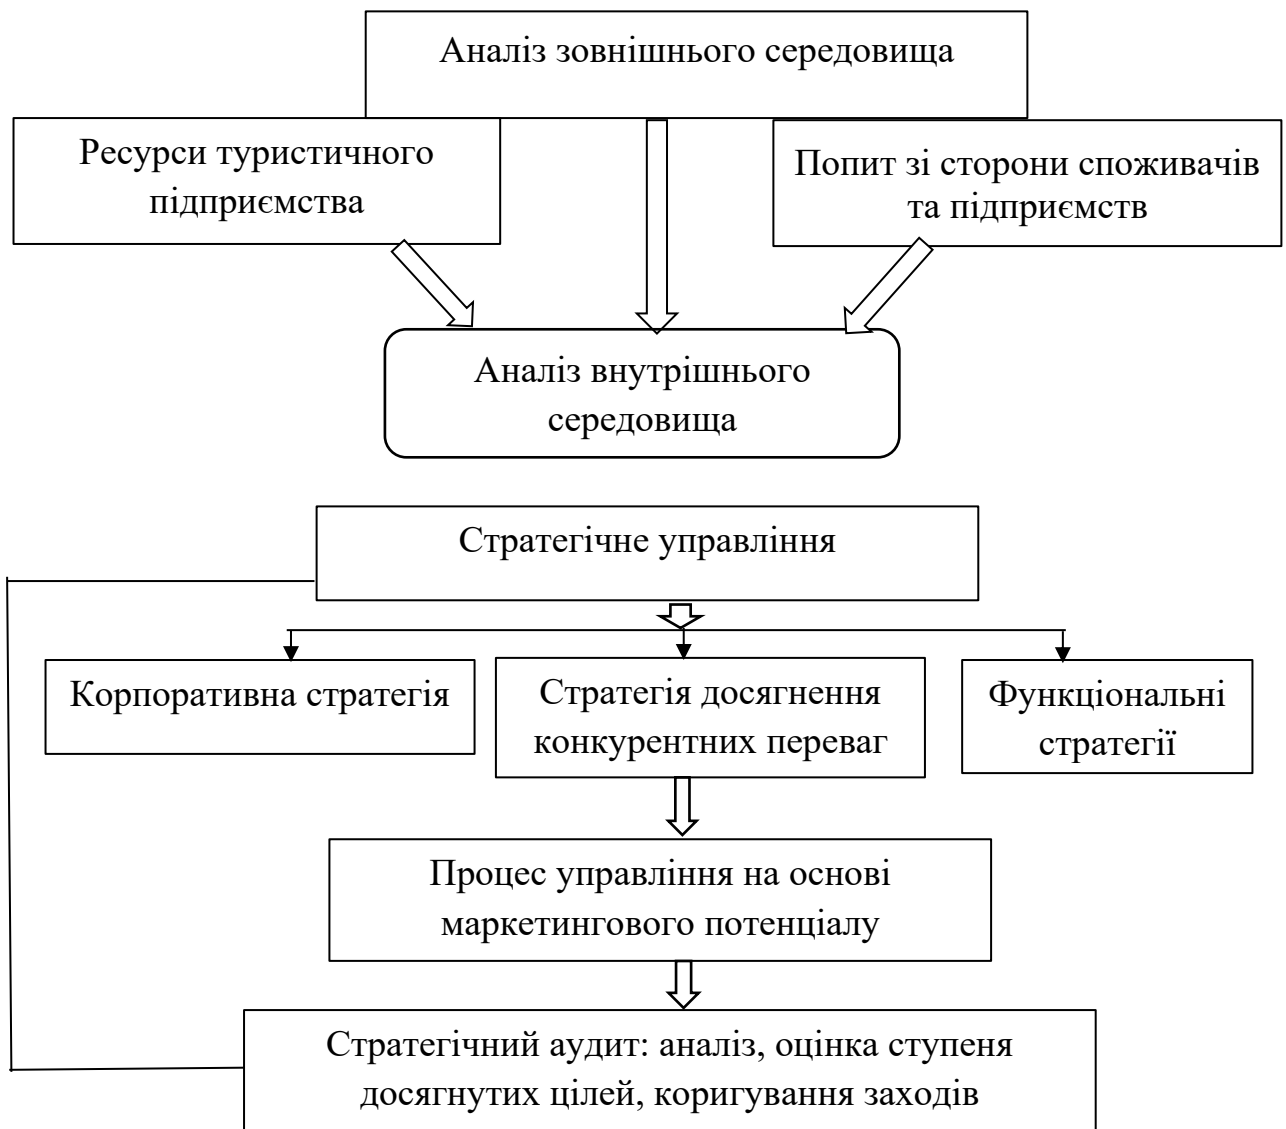 Аналіз зовнішнього середовища
Ресурси туристичного
підприємства
Попит зі сторони споживачів
та підприємств
Аналіз внутрішнього
середовища
Стратегічне управління
Корпоративна стратегія
Стратегія досягнення
конкурентних переваг
Функціональні
стратегії
Процес управління на основі
маркетингового потенціалу
Стратегічний аудит: аналіз, оцінка ступеня
досягнутих цілей, коригування заходів